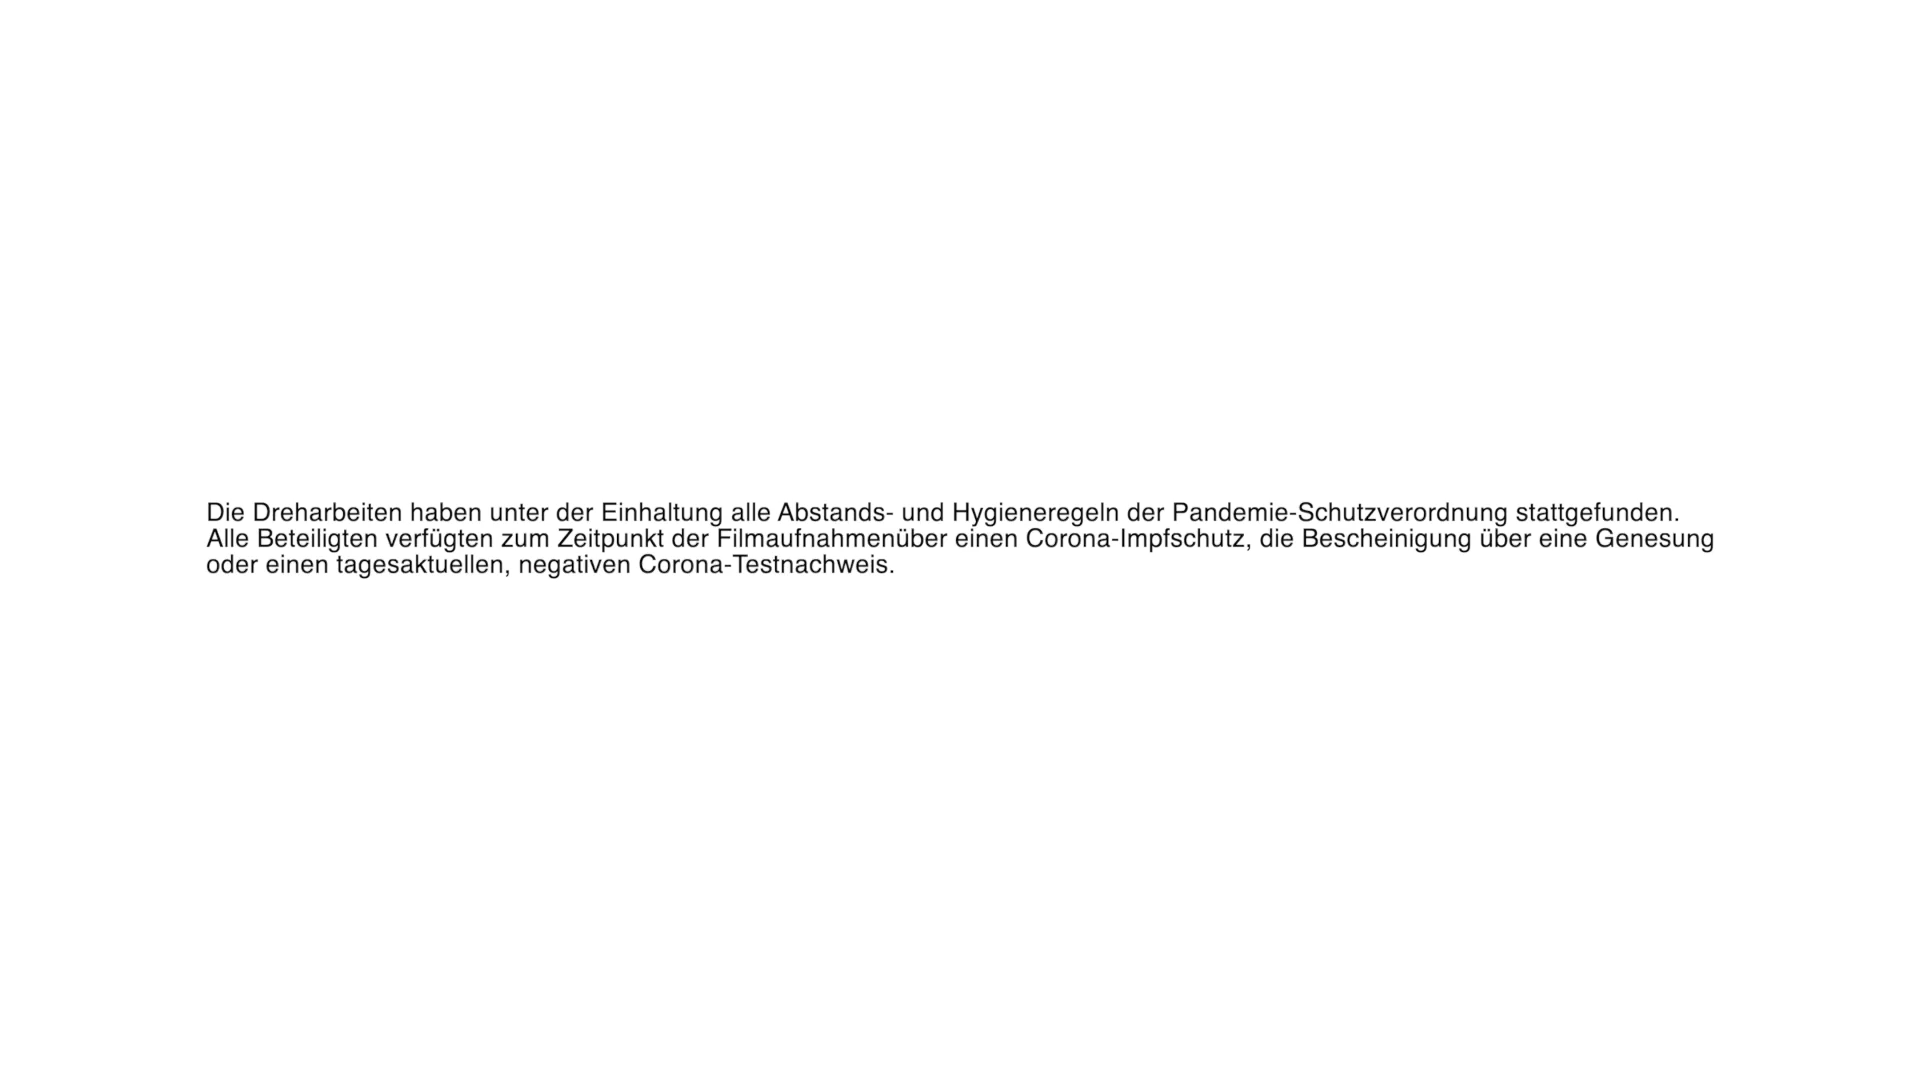 Die Dreharbeiten haben unter der Einhaltung alle Abstands- und Hygieneregeln der Pandemie-Schutzverordnung stattgefunden.
Alle Beteiligten verfügten zum Zeitpunkt der Filmaufnahmenüber einen Corona-Impfschutz, die Bescheinigung über eine Genesung
oder einen tagesaktuellen, negativen Corona-Testnachweis.